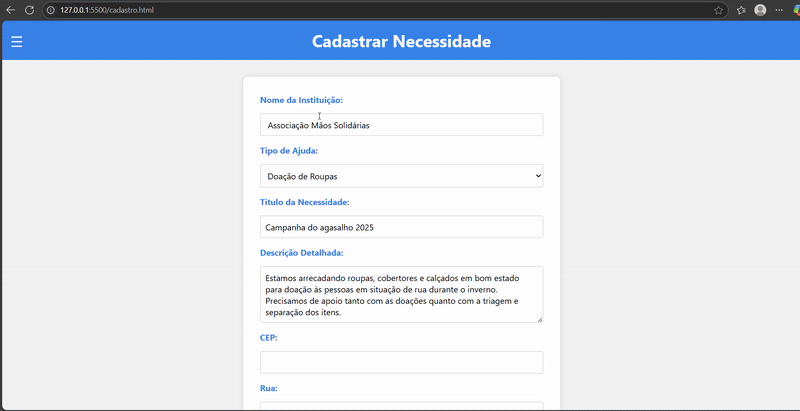 127.0.0.1:5500/cadastro.html
Cadastrar Necessidade
Nome da Instituição:
Associação Mãos Solidárias
Tipo de Ajuda:
Doação de Roupas
Título da Necessidade:
Campanha do agasalho 2025
Descrição Detalhada:
Estamos arrecadando roupas, cobertores e calçados em bom estado
para doação às pessoas em situação de rua durante o inverno.
Precisamos de apoio tanto com as doações quanto com a triagem e
separação dos itens.
CEP:
Rua: